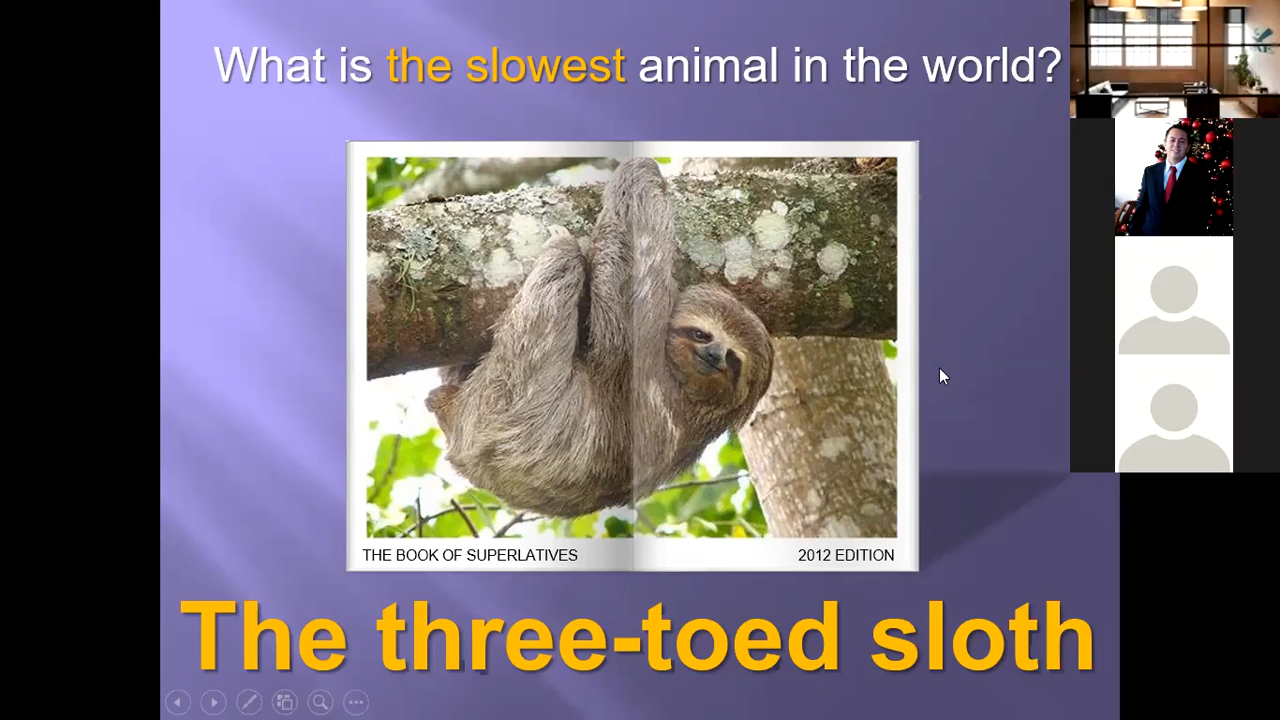 What is the slowest animal in the world?
THE BOOK OF SUPERLATIVES
2012 EDITION
The three-toed sloth